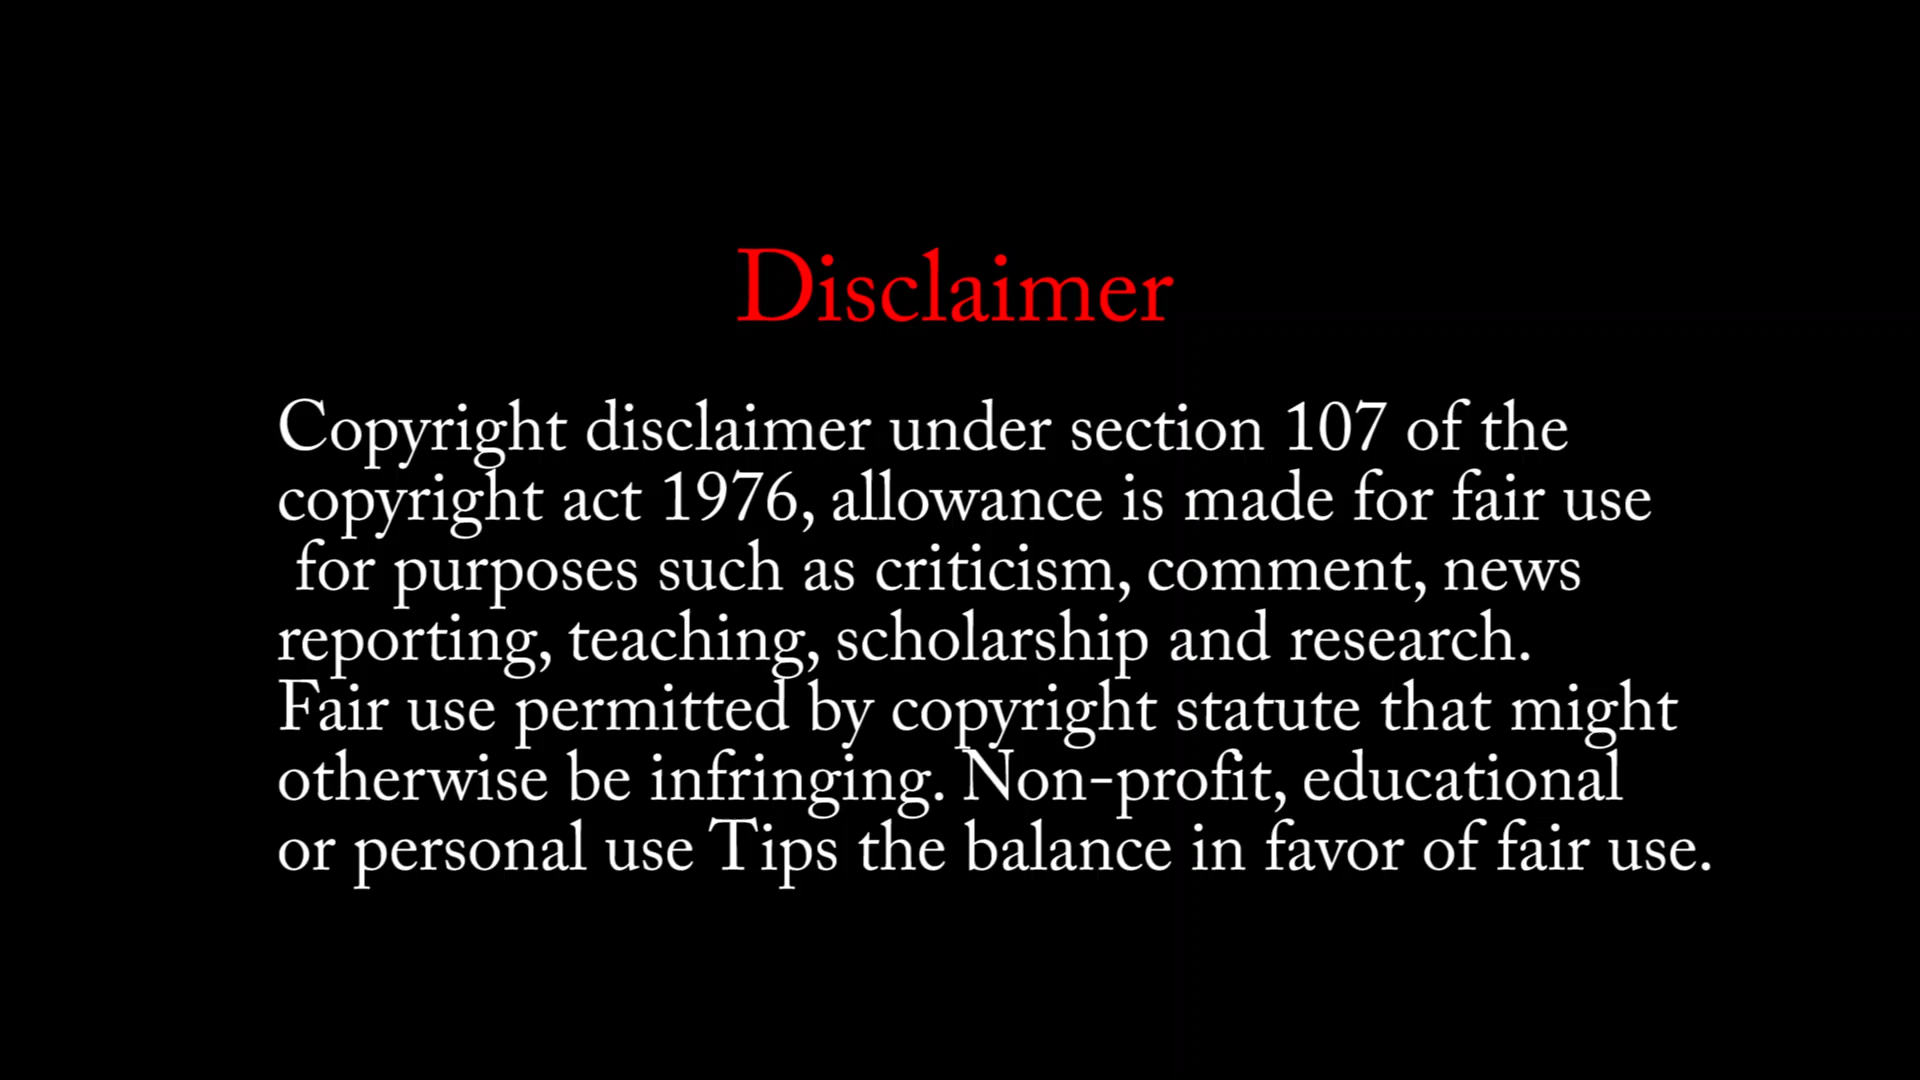 Disclaimer
Copyright disclaimer under section 107 of the
copyright act 1976, allowance is made for fair use
for purposes such as criticism, comment, news
reporting, teaching, scholarship and research.
Fair use permitted by copyright statute that might
otherwise be infringing. Non-profit, educational
or personal use Tips the balance in favor of fair use.